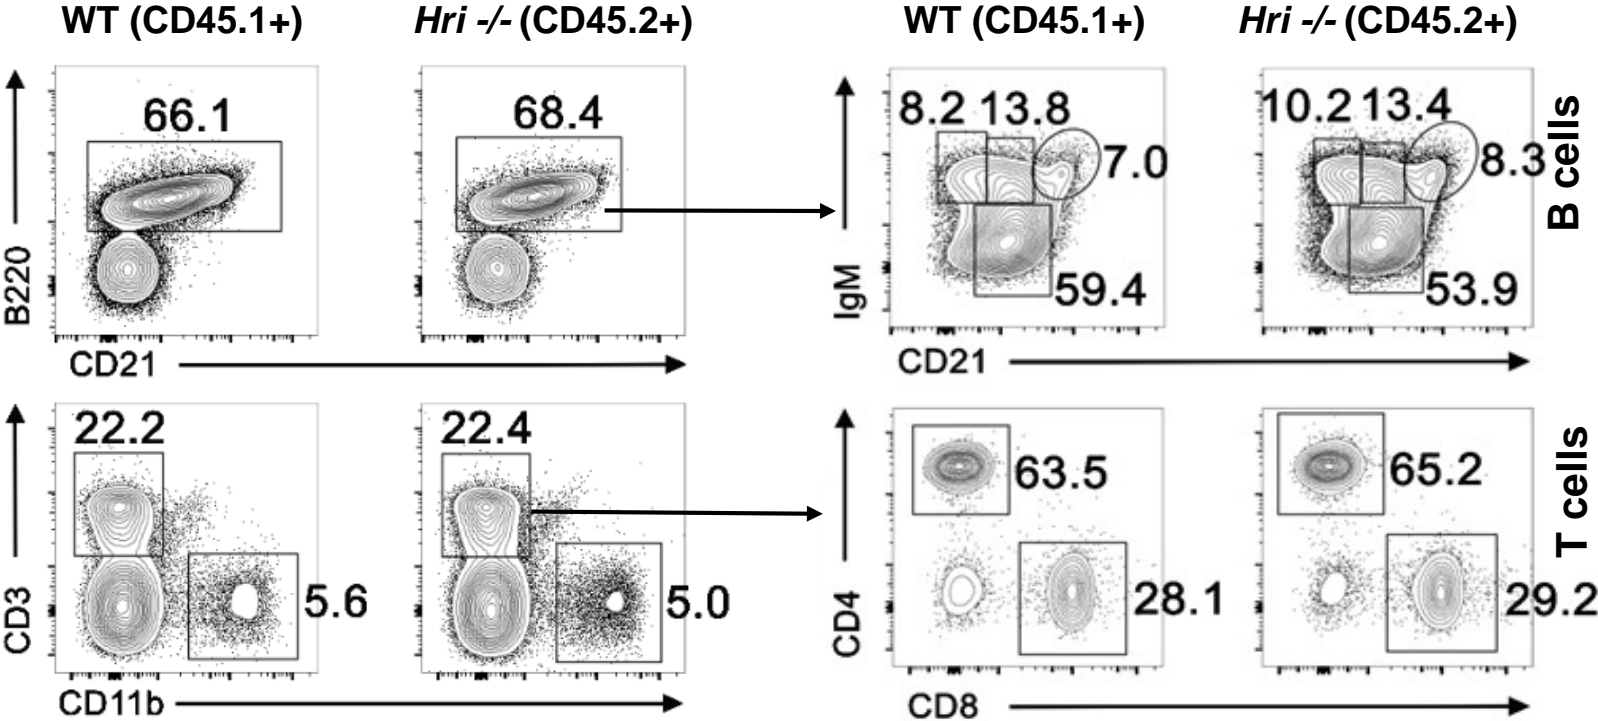 WT (CD45.1+)
Hri -/- (CD45.2+)
WT (CD45.1+)
Hri -/- (CD45.2+)
66.1
68.4
8.2 13.8
7.0
59.4
10.2 13.4
8.3
53.9
B cells
B220
IgM
CD21
CD21
22.2
5.6
22.4
5.0
63.5
28.1
65.2
29.2
T cells
CD3
CD4
CD11b
CD8